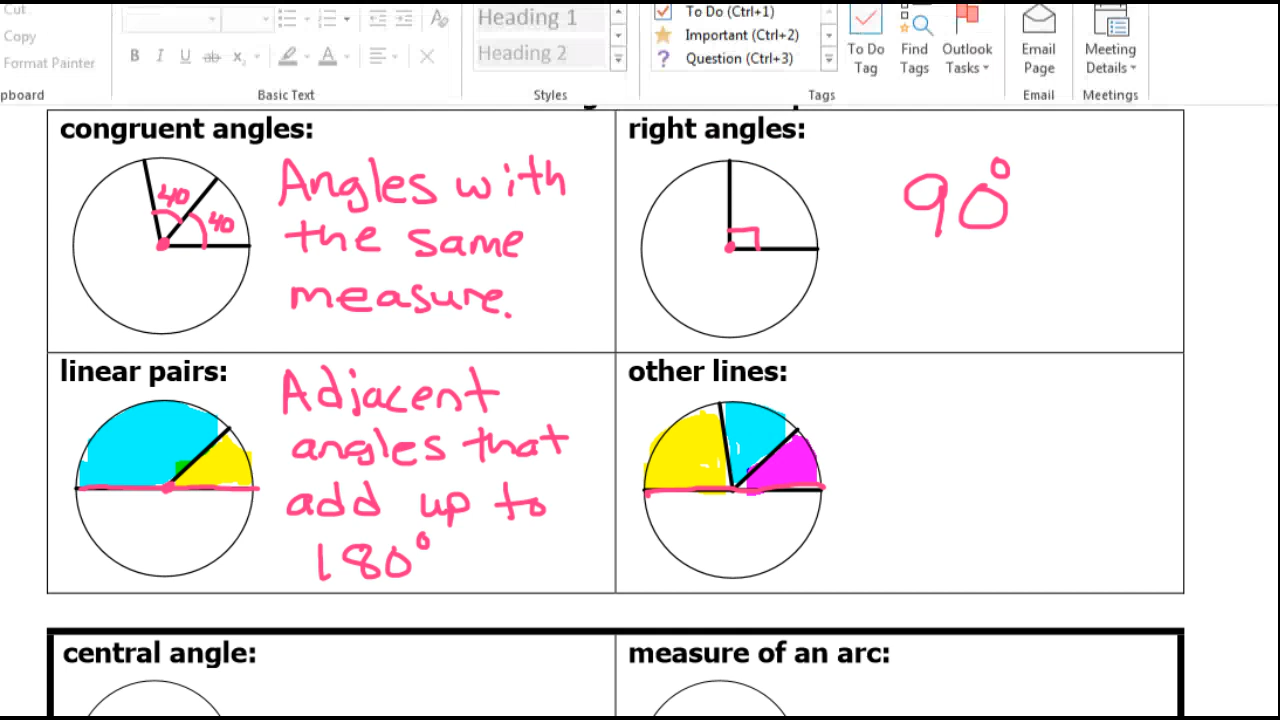 Cut
Copy
Format Painter
pboard
B I U ab x₂ A
Basic Text
Heading 1
Heading 2
Styles
To Do (Ctrl+1)
Important (Ctrl+2)
? Question (Ctrl+3)
Tags
To Do
Tag
Find
Tags
Outlook
Tasks
Email
Page
Email
Meeting
Details
Meetings
congruent angles:
40
40
Angles with
the same
measure.
right angles:
90°
linear pairs:
Adjacent
angles that
add up to
180°
other lines:
central angle:
measure of an arc: